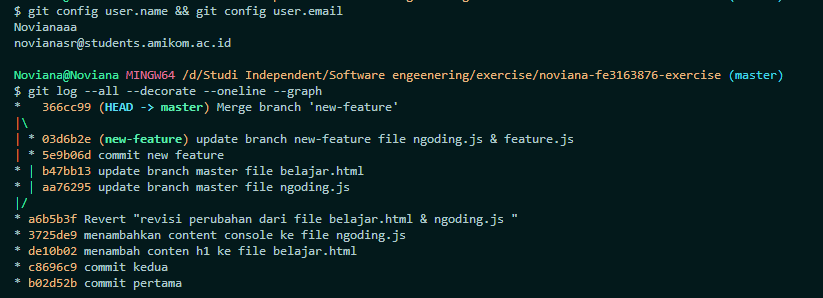 $ git config user.name && git config user.email
Novianaaa
novianasr@students.amikom.ac.id
Noviana@Noviana MINGW64 /d/Studi Independent/Software engeenering/exercise/noviana-fe3163876-exercise (master)
$ git log --all --decorate --oneline --graph
*   366cc99 (HEAD -> master) Merge branch 'new-feature'
|\
| * 03d6b2e (new-feature) update branch new-feature file ngoding.js & feature.js
| * 5e9b06d commit new feature
* | b47bb13 update branch master file belajar.html
* | aa76295 update branch master file ngoding.js
|/
* a6b5b3f Revert "revisi perubahan dari file belajar.html & ngoding.js "
* 3725de9 menambahkan content console ke file ngoding.js
* de10b02 menambah conten h1 ke file belajar.html
* c8696c9 commit kedua
* b02d52b commit pertama